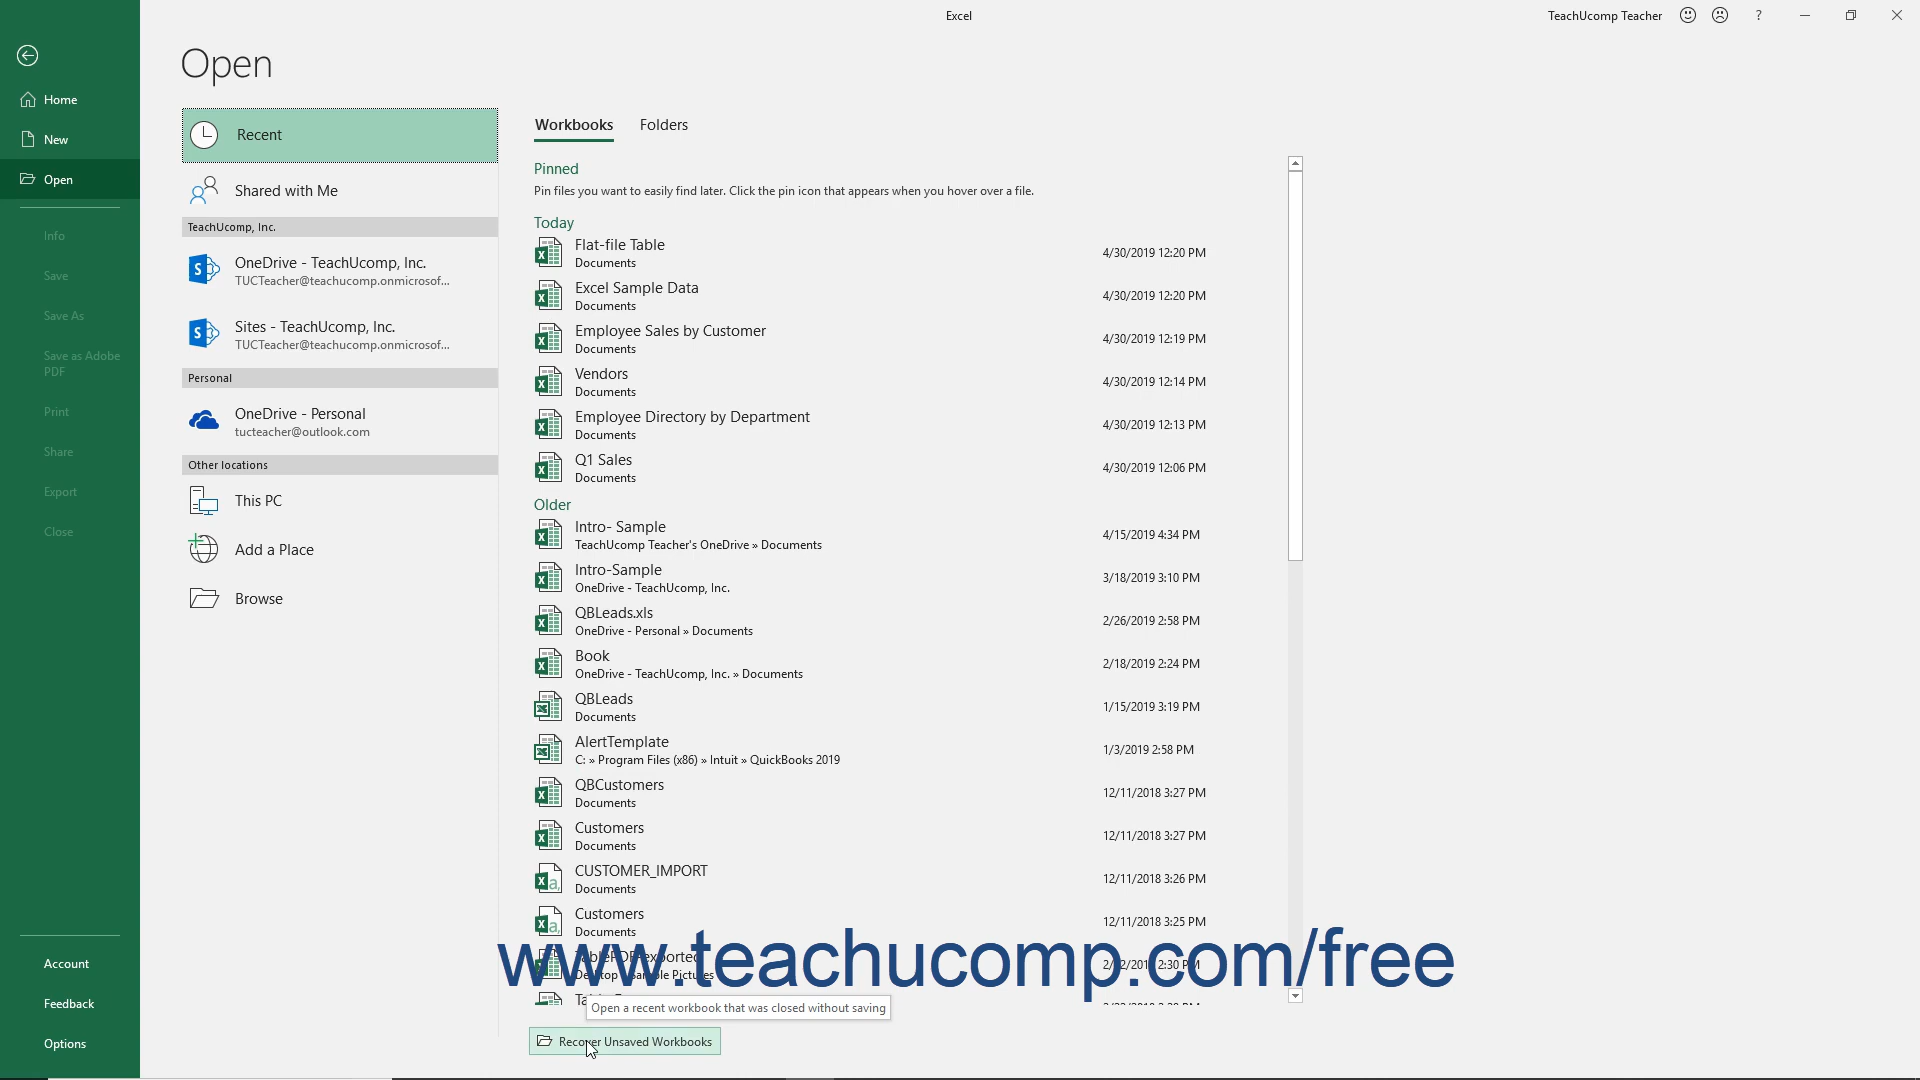 Excel
TeachUcomp Teacher
?
Open
Home
New
Open
Info
Save
Save As
Save as Adobe
PDF
Print
Share
Export
Close
Account
Feedback
Options
Recent
Shared with Me
TeachUcomp, Inc.
OneDrive - TeachUcomp, Inc.
TUCTeacher@teachucomp.onmicrosof...
Sites - TeachUcomp, Inc.
TUCTeacher@teachucomp.onmicrosof...
Personal
OneDrive - Personal
tucteacher@outlook.com
Other locations
This PC
Add a Place
Browse
Workbooks Folders
Pinned
Pin files you want to easily find later. Click the pin icon that appears when you hover over a file.
Today
Flat-file Table
Documents
4/30/2019 12:20 PM
Excel Sample Data
Documents
4/30/2019 12:20 PM
Employee Sales by Customer
Documents
4/30/2019 12:19 PM
Vendors
Documents
4/30/2019 12:14 PM
Employee Directory by Department
Documents
4/30/2019 12:13 PM
Q1 Sales
Documents
4/30/2019 12:06 PM
Older
Intro- Sample
TeachUcomp Teacher's OneDrive » Documents
4/15/2019 4:34 PM
Intro-Sample
OneDrive - TeachUcomp, Inc.
3/18/2019 3:10 PM
QBLeads.xls
OneDrive - Personal » Documents
2/26/2019 2:58 PM
Book
OneDrive - TeachUcomp, Inc. » Documents
2/18/2019 2:24 PM
QBLeads
Documents
1/15/2019 3:19 PM
AlertTemplate
C: » Program Files (x86) » Intuit » QuickBooks 2019
1/3/2019 2:58 PM
QBCustomers
Documents
12/11/2018 3:27 PM
Customers
Documents
12/11/2018 3:27 PM
CUSTOMER_IMPORT
Documents
12/11/2018 3:26 PM
Customers
Documents
12/11/2018 3:25 PM
www.teachucomp.com/free
Sample Pictures
2:30 PM
Open a recent workbook that was closed without saving
Recover Unsaved Workbooks